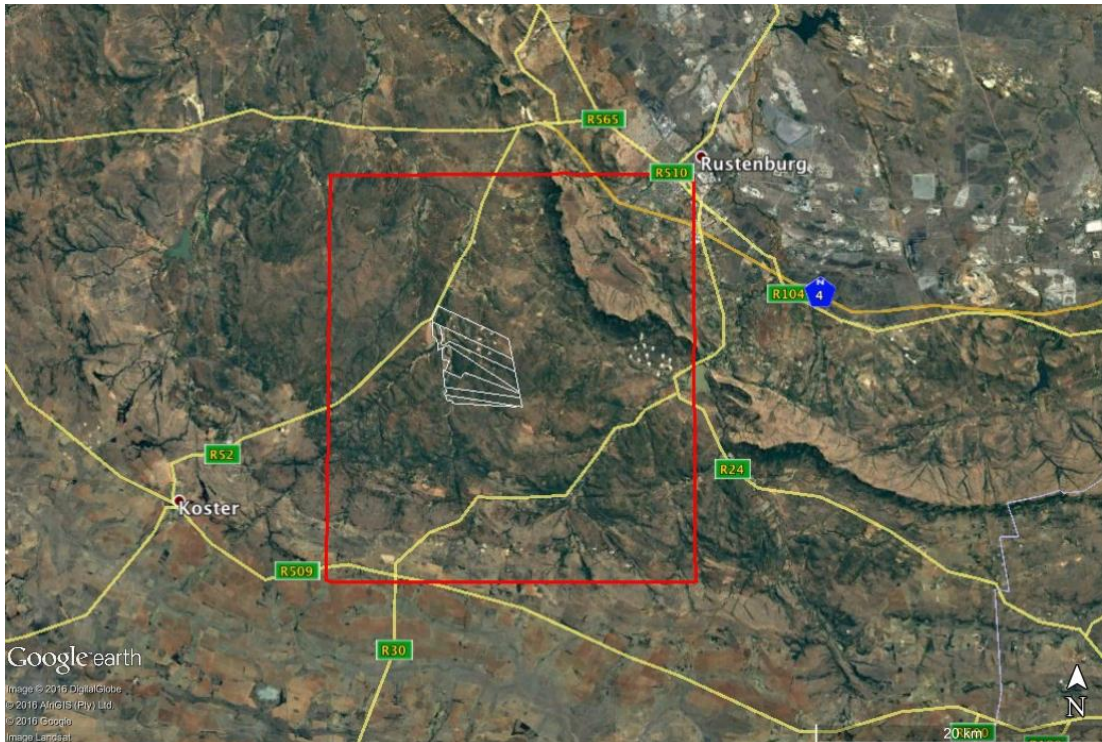 R565
Rustenburg
R510
R104
N
4
R52
R24
Koster
R509
R30
Google earth
Image © 2016 DigitalGlobe
© 2016 AfriGIS (Pty) Ltd.
© 2016 Google
Image Landsat
N
20 km